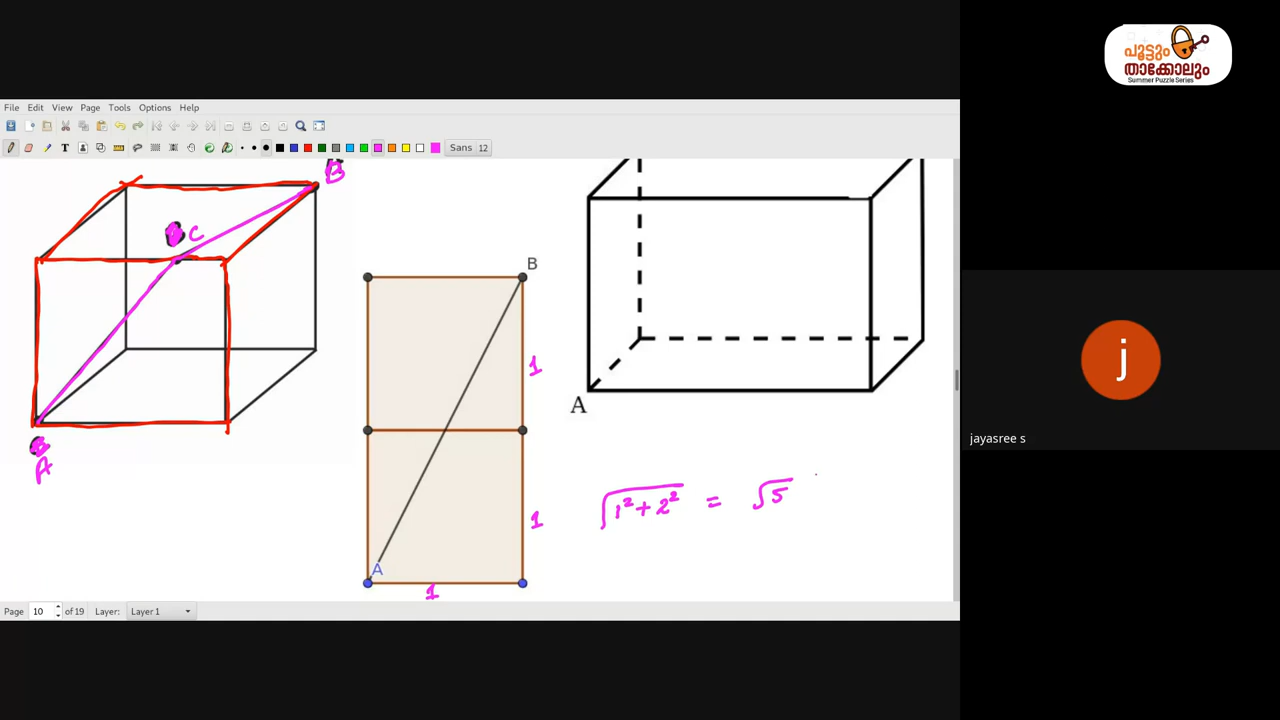 പൂട്ടും
താക്കോലും
Summer Puzzle Series
File Edit View Page Tools Options Help
T Sans 12
B
C
A
B
1
1
A
1
A
√1²+2² = √5
j
jayasree s
Page 10 of 19 Layer: Layer 1